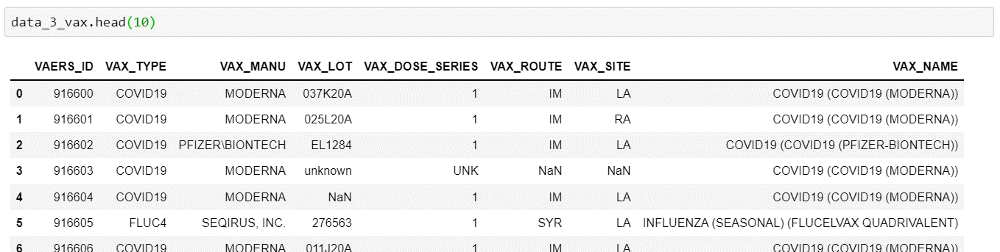 data_3_vax.head(10)
VAERS_ID VAX_TYPE VAX_MANU VAX_LOT VAX_DOSE_SERIES VAX_ROUTE VAX_SITE VAX_NAME
0 916600 COVID19 MODERNA 037K20A 1 IM LA COVID19 (COVID19 (MODERNA))
1 916601 COVID19 MODERNA 025L20A 1 IM RA COVID19 (COVID19 (MODERNA))
2 916602 COVID19 PFIZER\BIONTECH EL1284 1 IM LA COVID19 (COVID19 (PFIZER-BIONTECH))
3 916603 COVID19 MODERNA unknown UNK NaN NaN COVID19 (COVID19 (MODERNA))
4 916604 COVID19 MODERNA NaN 1 IM LA COVID19 (COVID19 (MODERNA))
5 916605 FLUC4 SEQIRUS, INC. 276563 1 SYR LA INFLUENZA (SEASONAL) (FLUCELVAX QUADRIVALENT)
6 916606 COVID19 MODERNA 011J20A 1 IM LA COVID19 (COVID19 (MODERNA))